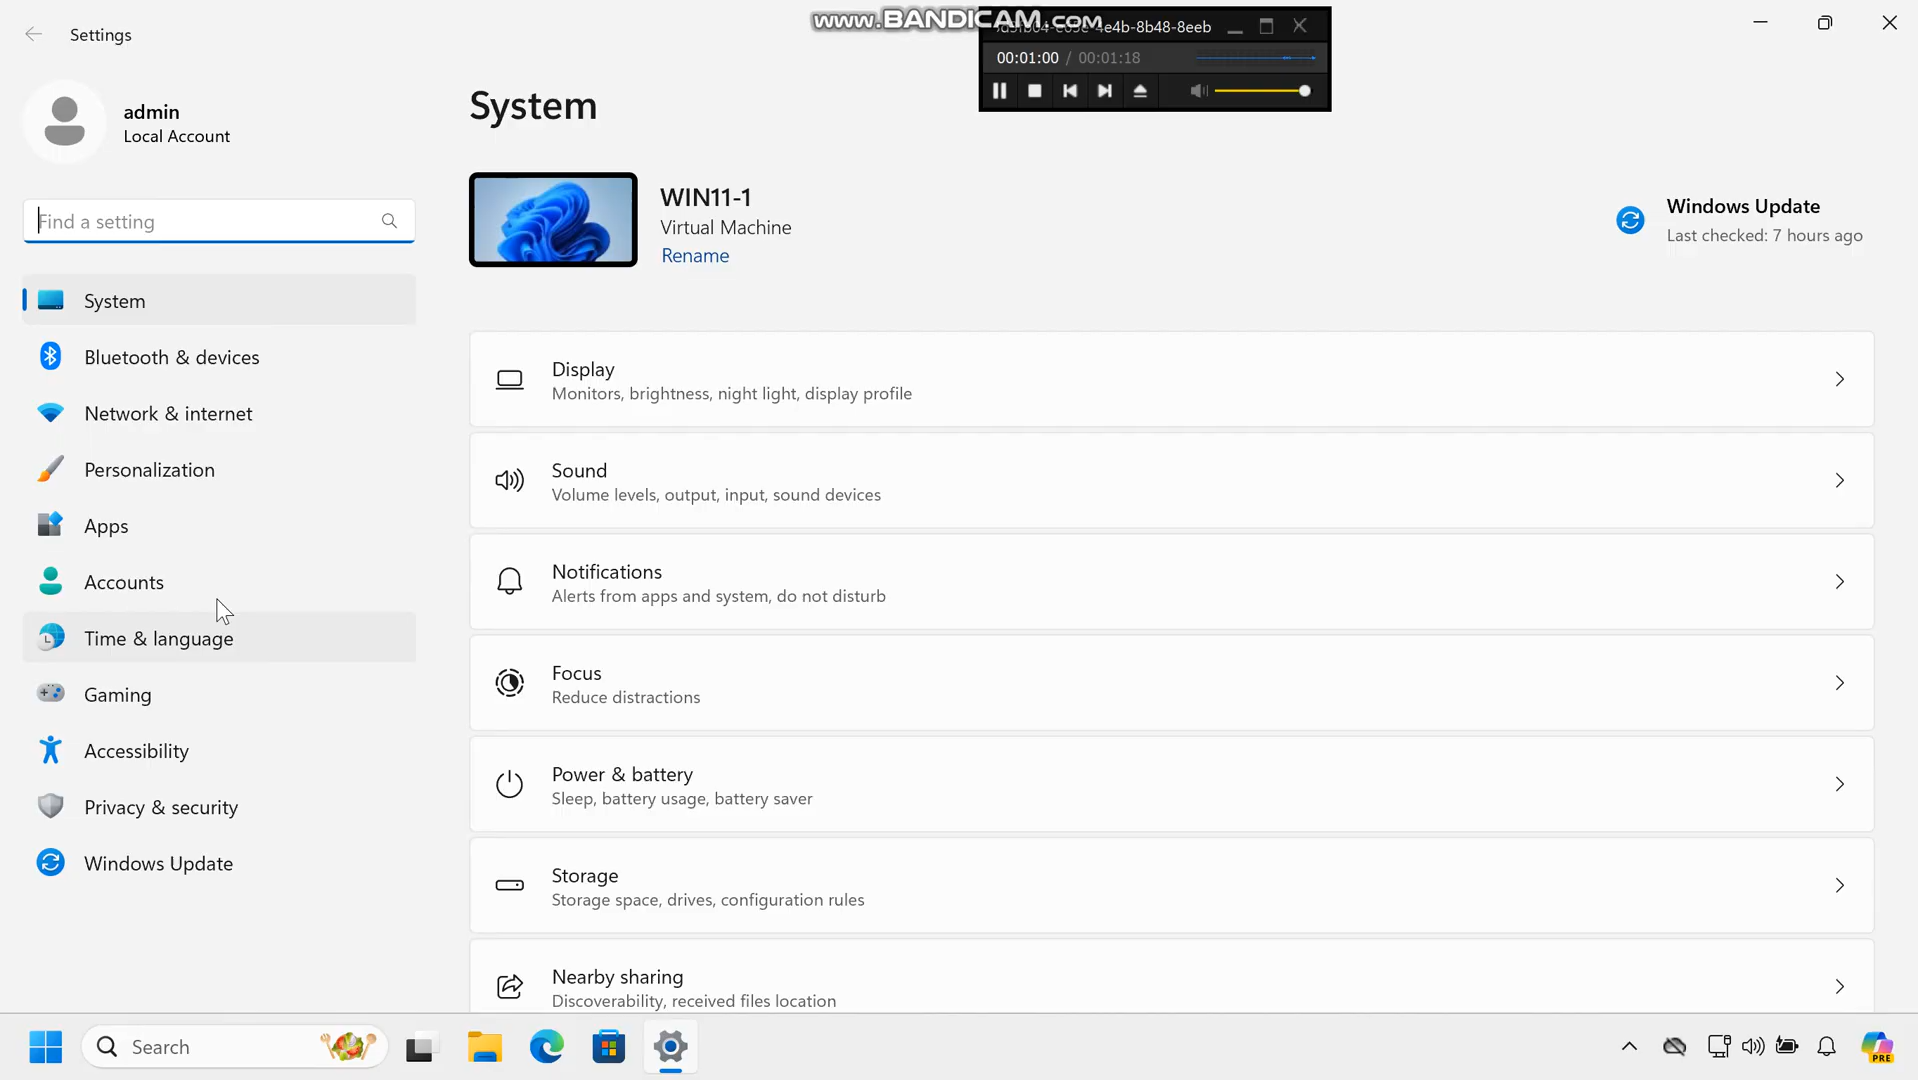 Settings
www.BANDICAM.com
4e4b-8b48-8eeb
00:01:00 / 00:01:18
admin
Local Account
Find a setting
System
Bluetooth & devices
Network & internet
Personalization
Apps
Accounts
Time & language
Gaming
Accessibility
Privacy & security
Windows Update
System
WIN11-1
Virtual Machine
Rename
Windows Update
Last checked: 7 hours ago
Display
Monitors, brightness, night light, display profile
Sound
Volume levels, output, input, sound devices
Notifications
Alerts from apps and system, do not disturb
Focus
Reduce distractions
Power & battery
Sleep, battery usage, battery saver
Storage
Storage space, drives, configuration rules
Nearby sharing
Discoverability, received files location
Search
PRE